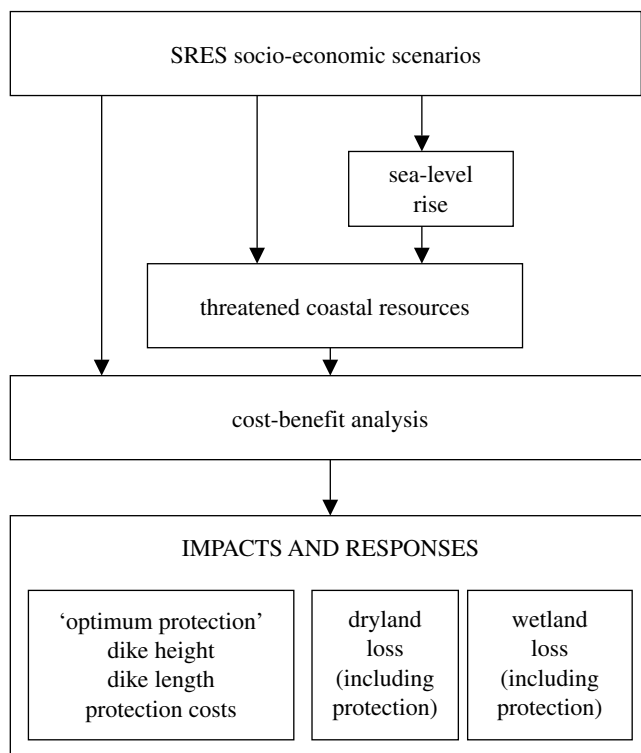 SRES socio-economic scenarios
sea-level
rise
threatened coastal resources
cost-benefit analysis
IMPACTS AND RESPONSES
‘optimum protection’
dike height
dike length
protection costs
dryland
loss
(including
protection)
wetland
loss
(including
protection)